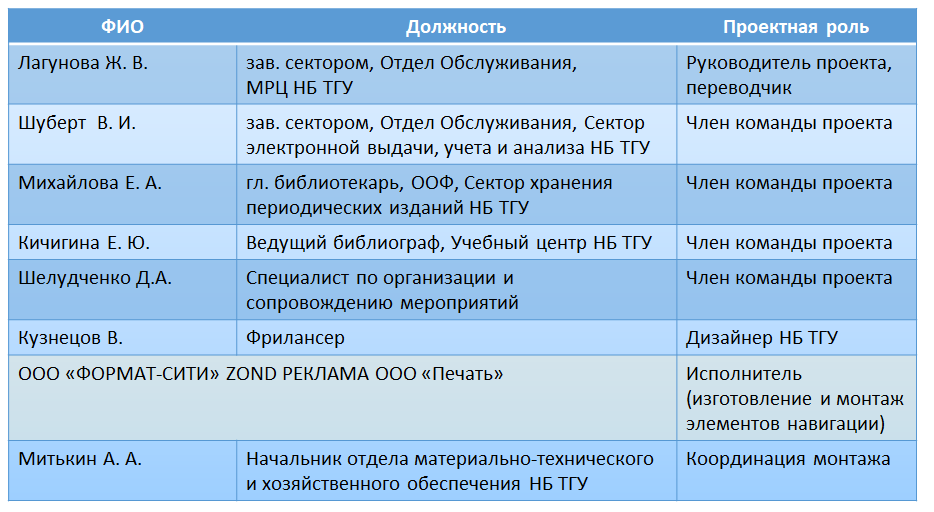 ФИО Должность Проектная роль
Лагунова Ж. В. зав. сектором, Отдел Обслуживания, Руководитель проекта,
МРЦ НБ ТГУ переводчик
Шуберт В. И. зав. сектором, Отдел Обслуживания, Сектор Член команды проекта
электронной выдачи, учета и анализа НБ ТГУ
Михайлова Е. А. гл. библиотекарь, ООФ, Сектор хранения Член команды проекта
периодических изданий НБ ТГУ
Кичигина Е. Ю. Ведущий библиограф, Учебный центр НБ ТГУ Член команды проекта
Шелудченко Д.А. Специалист по организации и Член команды проекта
сопровождению мероприятий
Кузнецов В. Фрилансер Дизайнер НБ ТГУ
ООО «ФОРМАТ-СИТИ» ZOND РЕКЛАМА ООО «Печать» Исполнитель
(изготовление и монтаж
элементов навигации)
Митькин А. А. Начальник отдела материально-технического Координация монтажа
и хозяйственного обеспечения НБ ТГУ